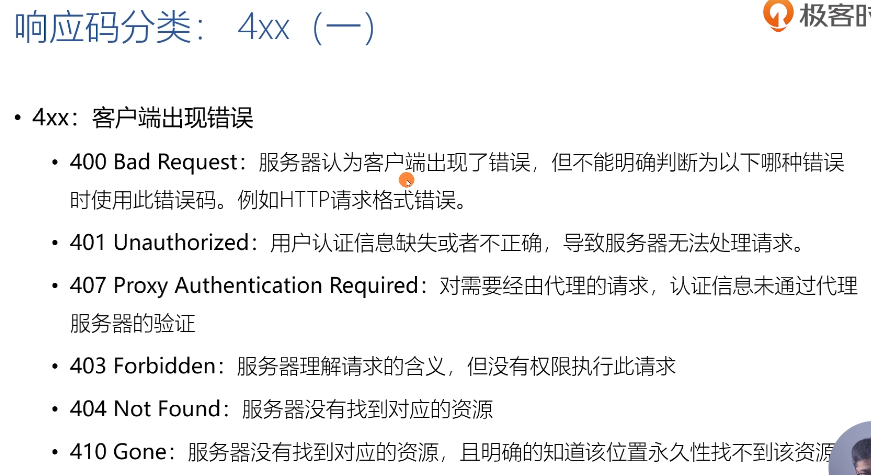 响应码分类： 4xx（一）
极客时
• 4xx：客户端出现错误
• 400 Bad Request：服务器认为客户端出现了错误，但不能明确判断为以下哪种错误
时使用此错误码。例如HTTP请求格式错误。
• 401 Unauthorized：用户认证信息缺失或者不正确，导致服务器无法处理请求。
• 407 Proxy Authentication Required：对需要经由代理的请求，认证信息未通过代理
服务器的验证
• 403 Forbidden：服务器理解请求的含义，但没有权限执行此请求
• 404 Not Found：服务器没有找到对应的资源
• 410 Gone：服务器没有找到对应的资源，且明确的知道该位置永久性找不到该资源